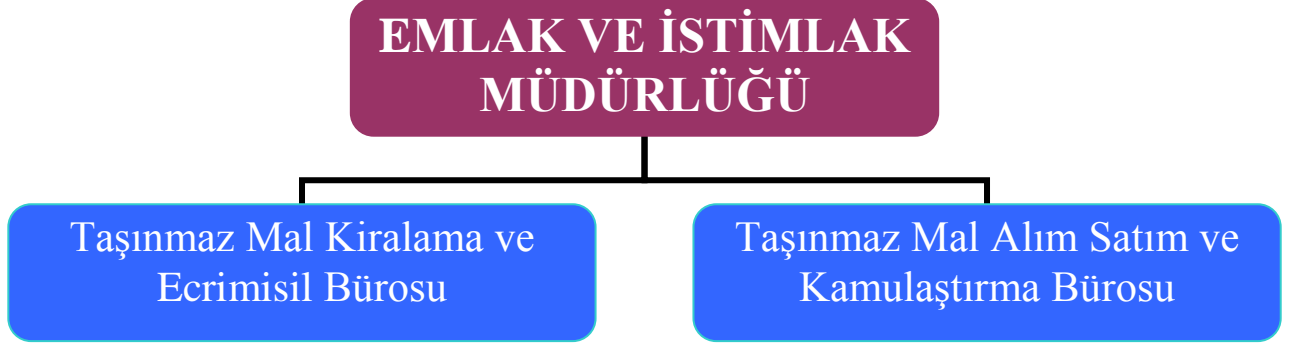 EMLAK VE İSTİMLAK
MÜDÜRLÜĞÜ
Taşınmaz Mal Kiralama ve
Ecrimisil Bürosu
Taşınmaz Mal Alım Satım ve
Kamulaştırma Bürosu